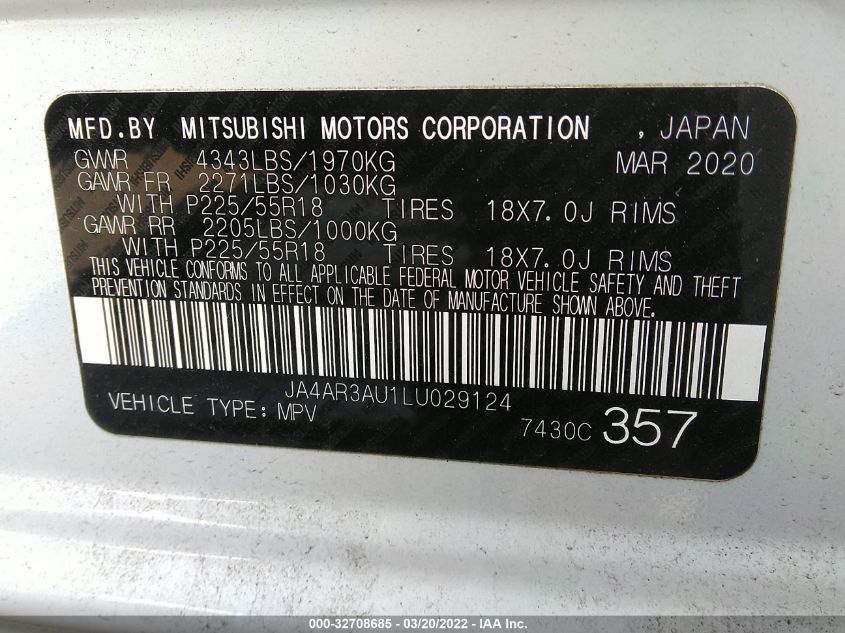 MFD.BY MITSUBISHI MOTORS CORPORATION , JAPAN
GVWR 4343LBS/1970KG MAR 2020
GAWR FR 2271LBS/1030KG
WITH P225/55R18 TIRES 18X7.0J RIMS
GAWR RR 2205LBS/1000KG
WITH P225/55R18 TIRES 18X7.0J RIMS
THIS VEHICLE CONFORMS TO ALL APPLICABLE FEDERAL MOTOR VEHICLE SAFETY AND THEFT
PREVENTION STANDARDS IN EFFECT ON THE DATE OF MANUFACTURE SHOWN ABOVE.
JA4AR3AU1LU029124
VEHICLE TYPE: MPV 7430C 357
000-32708685 - 03/20/2022 - IAA Inc.